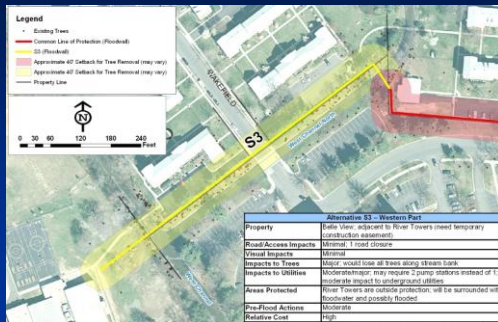 Legend
Existing Trees
Common Line of Protection (Floodwall)
S3 (Floodwall)
Approximate 40' Setback for Tree Removal (may vary)
Approximate 40' Setback for Tree Removal (may vary)
Property Line
N
0 30 60 120 180 240
Feet
WAKEFIELD
S3
West Channel North
West Channel
Alternative S3 – Western Part
Property
Belle View; adjacent to River Towers (need temporary
construction easement)
Road/Access Impacts
Minimal; 1 road closure
Visual Impacts
Minimal
Impacts to Trees
Major: would lose all trees along stream bank
Impacts to Utilities
Moderate/major; may require 2 pump stations instead of 1;
moderate impact to underground utilities
Areas Protected
River Towers are outside protection; will be surrounded with
floodwater and possibly flooded
Pre-Flood Actions
Moderate
Relative Cost
High